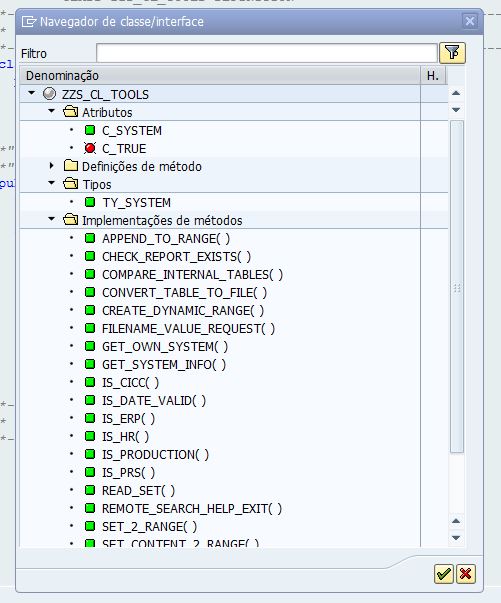 Navegador de classe/interface
Filtro
Denominação H.
ZZS_CL_TOOLS
Atributos
C_SYSTEM
C_TRUE
Definições de método
Tipos
TY_SYSTEM
Implementações de métodos
APPEND_TO_RANGE( )
CHECK_REPORT_EXISTS( )
COMPARE_INTERNAL_TABLES( )
CONVERT_TABLE_TO_FILE( )
CREATE_DYNAMIC_RANGE( )
FILENAME_VALUE_REQUEST( )
GET_OWN_SYSTEM( )
GET_SYSTEM_INFO( )
IS_CICC( )
IS_DATE_VALID( )
IS_ERP( )
IS_HR( )
IS_PRODUCTION( )
IS_PRS( )
READ_SET( )
REMOTE_SEARCH_HELP_EXIT( )
SET_2_RANGE( )
SET_CONTENT_2_RANGE( )